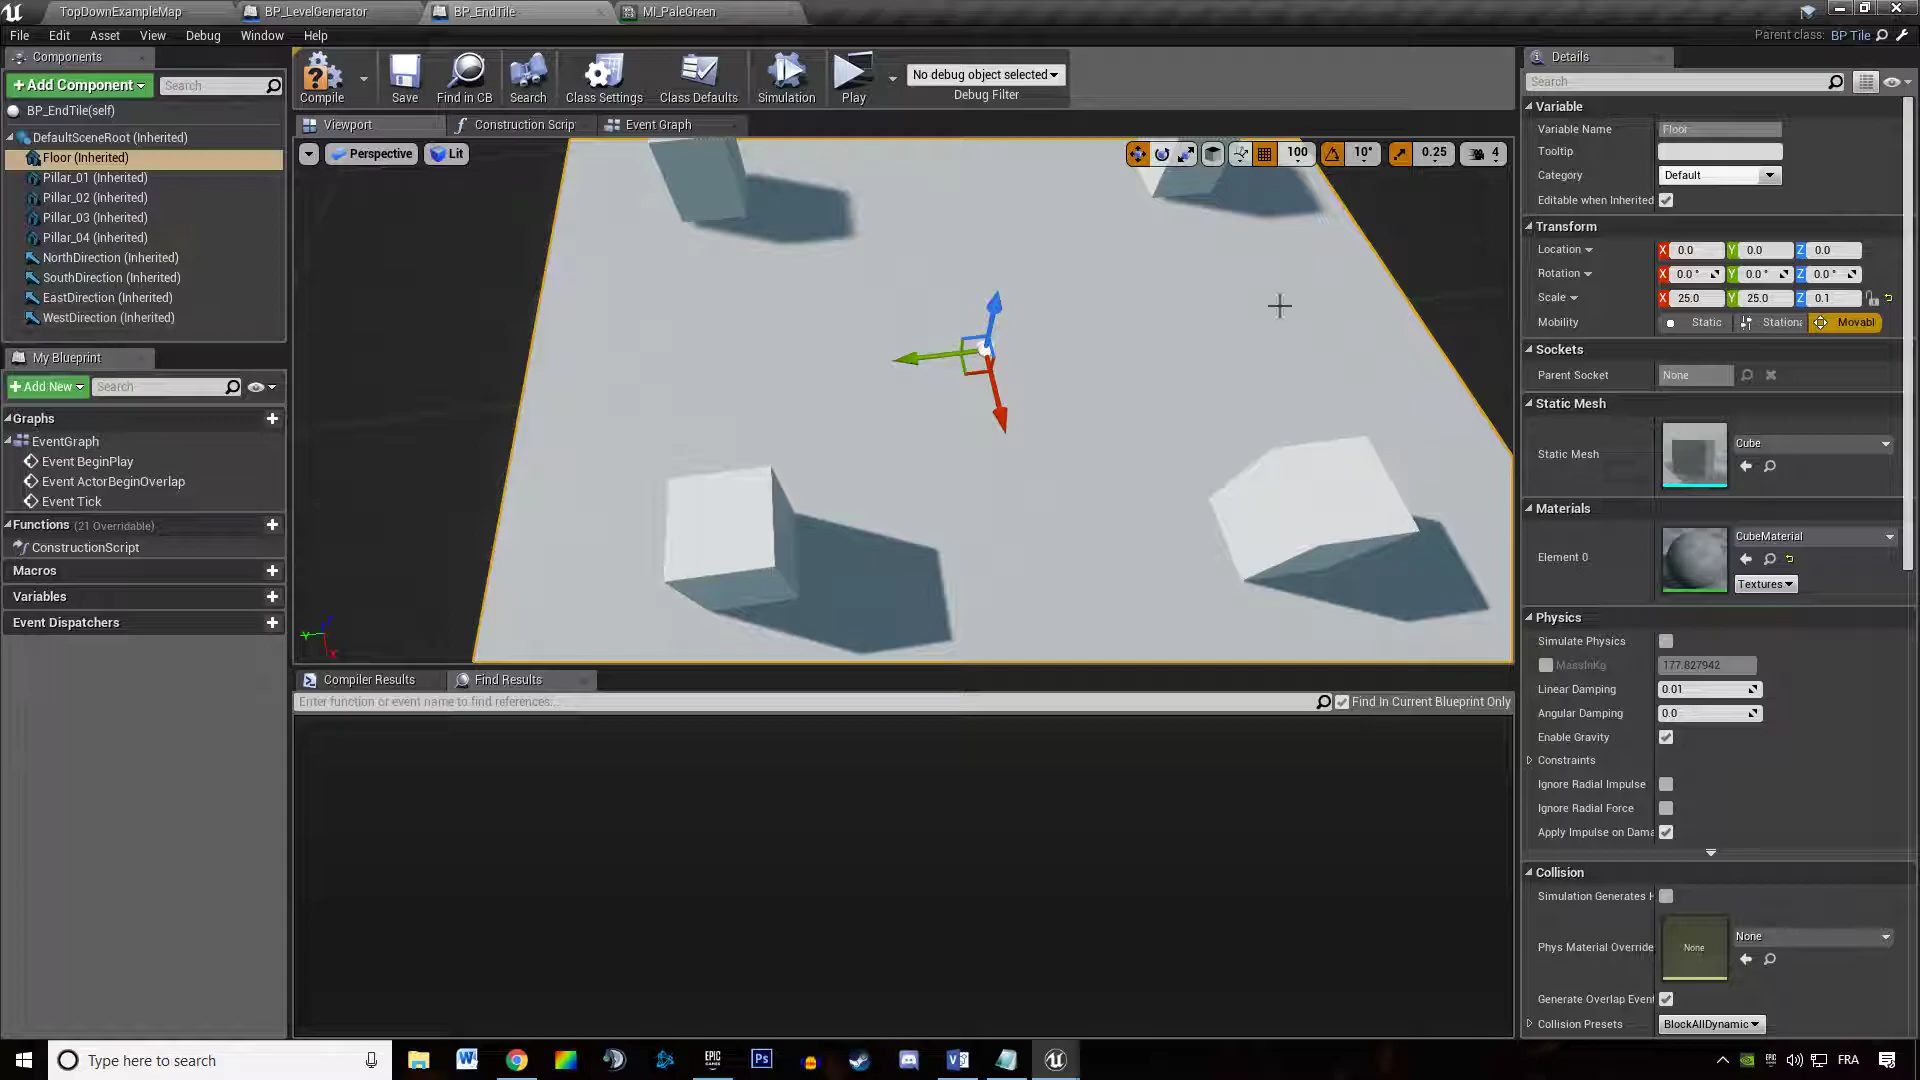 TopDownExampleMap
BP_LevelGenerator
BP_EndTile
MI_PaleGreen
File Edit Asset View Debug Window Help
Parent class: BP Tile
Components
+Add Component
Search
BP_EndTile(self)
DefaultSceneRoot (Inherited)
Floor (Inherited)
Pillar_01 (Inherited)
Pillar_02 (Inherited)
Pillar_03 (Inherited)
Pillar_04 (Inherited)
NorthDirection (Inherited)
SouthDirection (Inherited)
EastDirection (Inherited)
WestDirection (Inherited)
My Blueprint
+Add New
Search
Graphs
EventGraph
Event BeginPlay
Event ActorBeginOverlap
Event Tick
Functions (21 Overridable)
ConstructionScript
Macros
Variables
Event Dispatchers
Compile
Save
Find in CB
Search
Class Settings
Class Defaults
Simulation
Play
No debug object selected
Debug Filter
Viewport
Construction Scrip
Event Graph
Perspective
Lit
100
10°
0.25
4
Compiler Results
Find Results
Enter function or event name to find references...
Find In Current Blueprint Only
Details
Search
Variable
Variable Name Floor
Tooltip
Category Default
Editable when Inherited
Transform
Location X 0.0 Y 0.0 Z 0.0
Rotation X 0.0 ° Y 0.0 ° Z 0.0 °
Scale X 25.0 Y 25.0 Z 0.1
Mobility Static Stationa Movabl
Sockets
Parent Socket None
Static Mesh
Static Mesh Cube
Materials
Element 0 CubeMaterial
Textures
Physics
Simulate Physics
MassInKg 177.827942
Linear Damping 0.01
Angular Damping 0.0
Enable Gravity
Constraints
Ignore Radial Impulse
Ignore Radial Force
Apply Impulse on Dama
Collision
Simulation Generates H
Phys Material Override None None
Generate Overlap Event
Collision Presets BlockAllDynamic
Type here to search
EPIC
GAMES
Ps
FRA